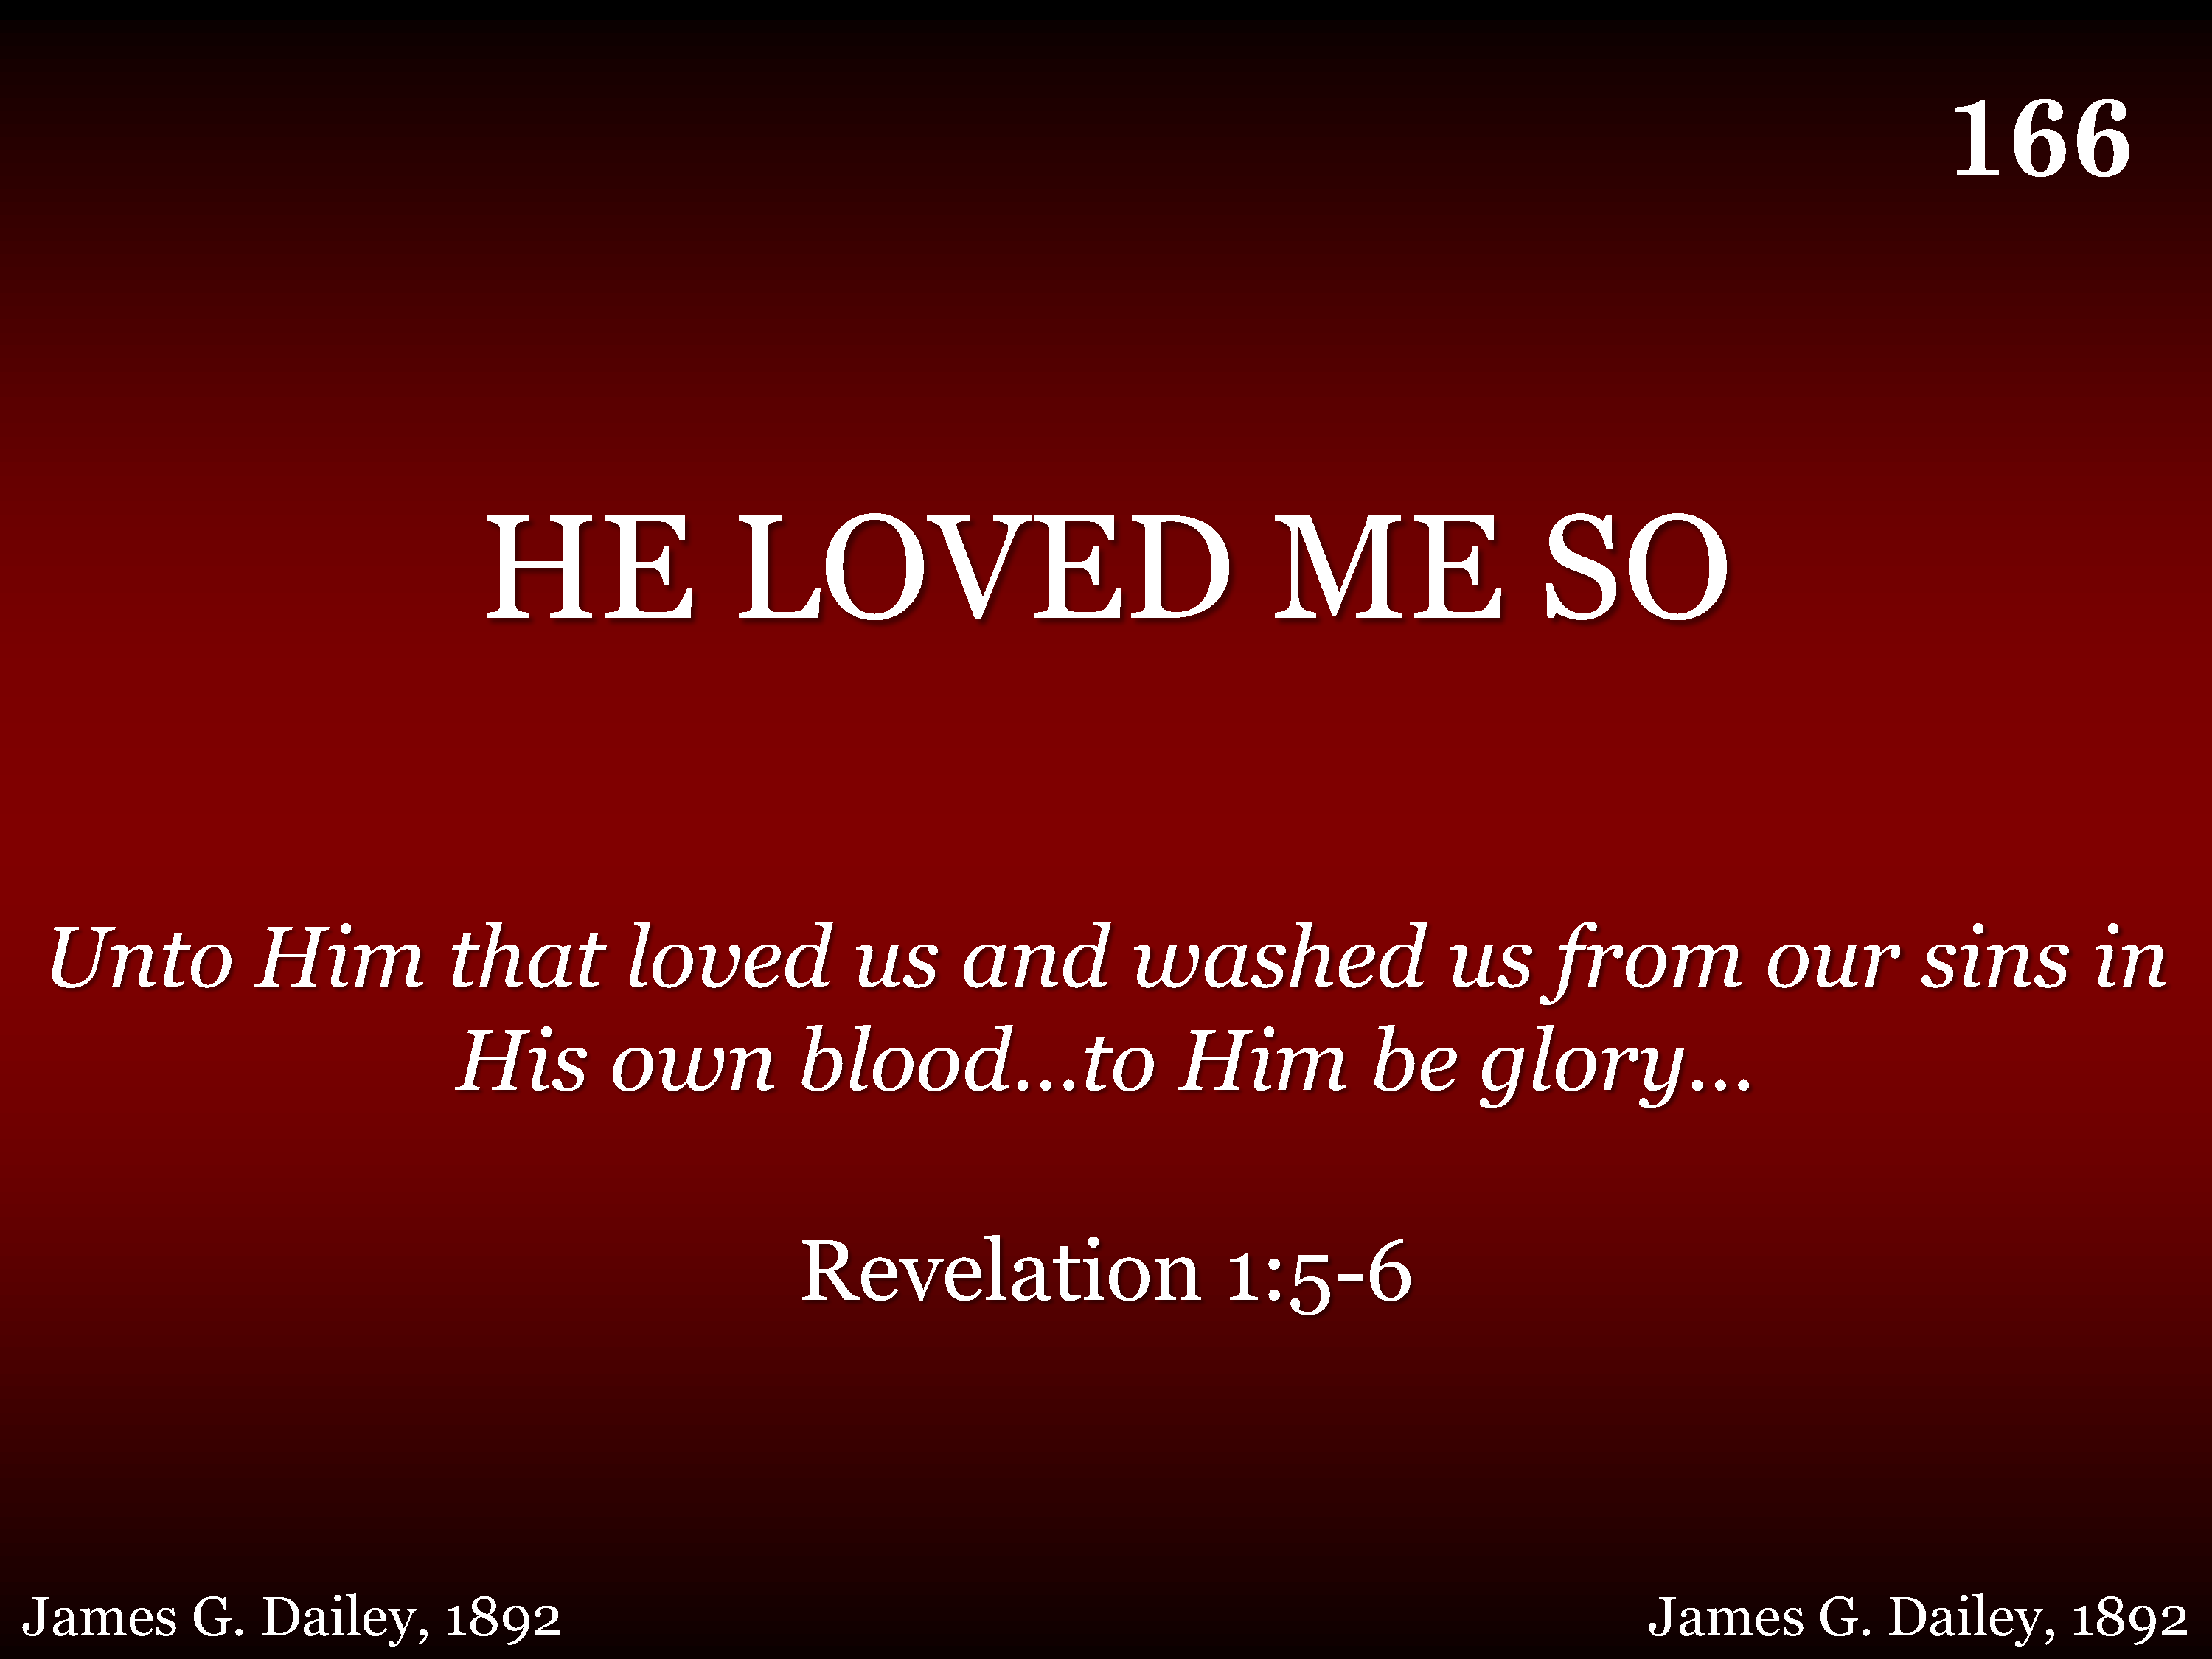 166
HE LOVED ME SO
Unto Him that loved us and washed us from our sins in
His own blood…to Him be glory…
Revelation 1:5-6
James G. Dailey, 1892
James G. Dailey, 1892